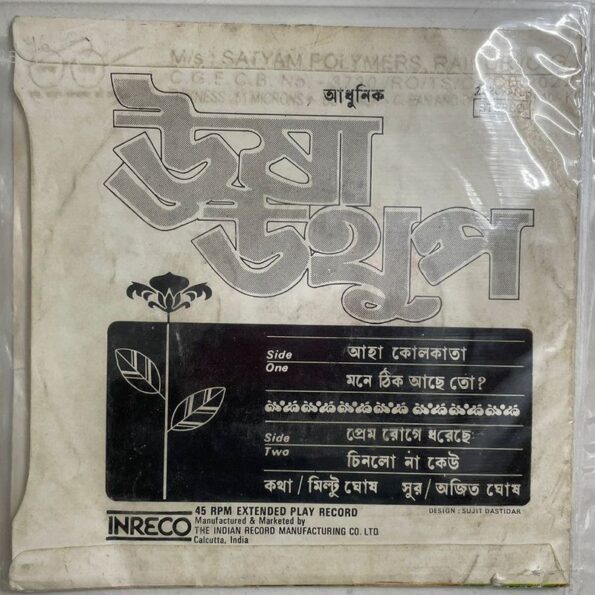 M/s : SATYAM POLYMERS,
আধুনিক
ঊষা
উথুপ
Side One
আহা কোলকাতা
মনে ঠিক আছে তো?
Side Two
প্রেম রোগে ধরেছে
চিনলো না কেউ
কথা / মিল্টু ঘোষ সুর / অজিত ঘোষ
INRECO
45 RPM EXTENDED PLAY RECORD
Manufactured & Marketed by
THE INDIAN RECORD MANUFACTURING CO. LTD
Calcutta, India
DESIGN : SUJIT DASTIDAR